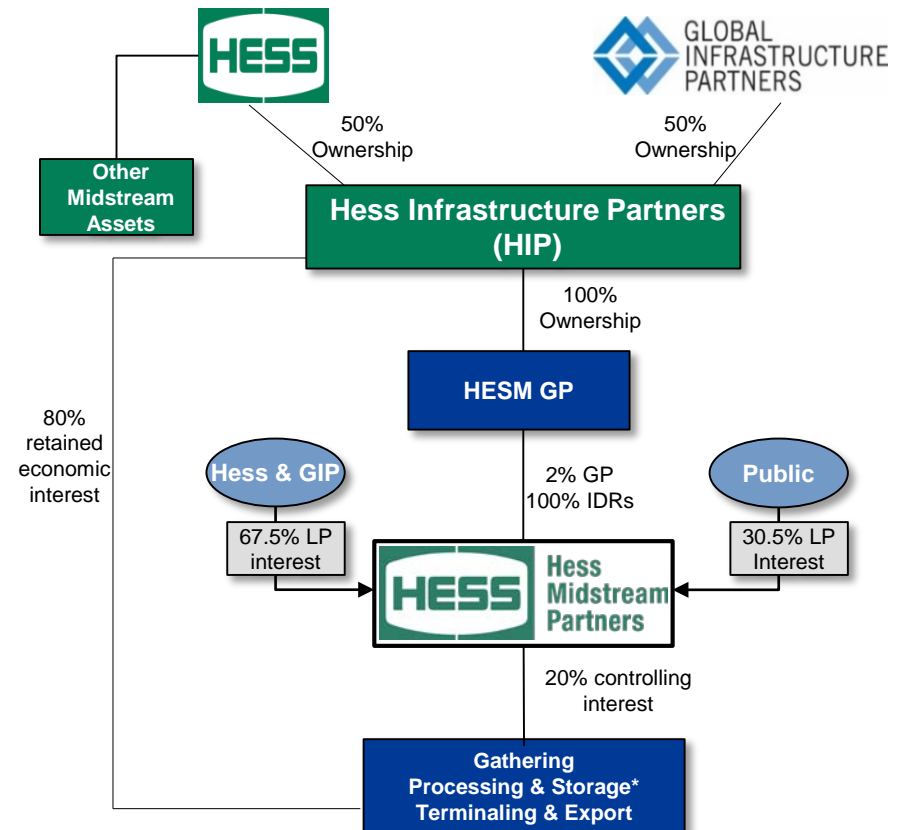 HESS
GLOBAL
INFRASTRUCTURE
PARTNERS
50%
Ownership
50%
Ownership
Other
Midstream
Assets
Hess Infrastructure Partners
(HIP)
100%
Ownership
HESM GP
80%
retained
economic
interest
Hess & GIP
2% GP
100% IDRs
Public
67.5% LP
interest
30.5% LP
Interest
HESS
Hess
Midstream
Partners
20% controlling
interest
Gathering
Processing & Storage*
Terminaling & Export